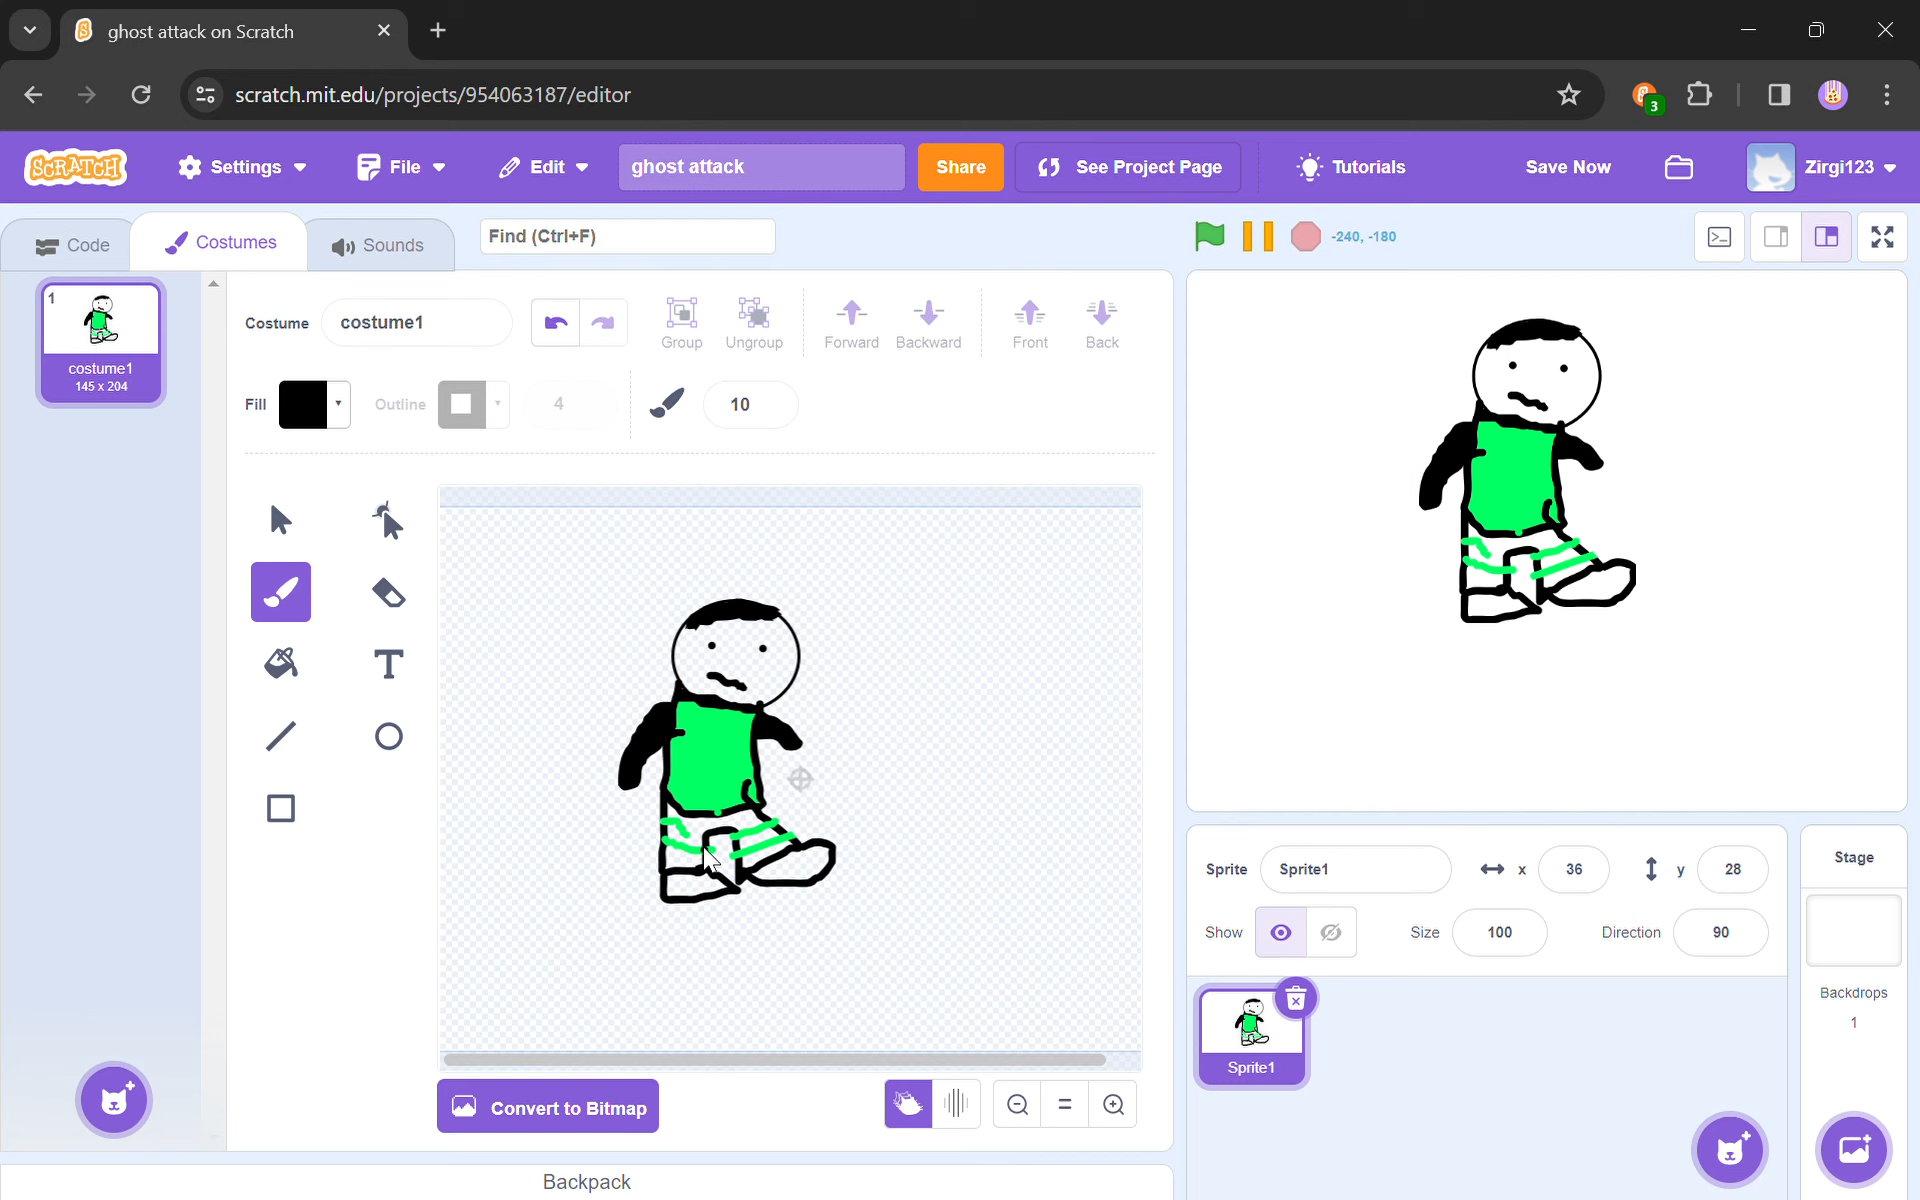 ghost attack on Scratch
scratch.mit.edu/projects/954063187/editor
3
SCRATCH
Settings
File
Edit
ghost attack
Share
See Project Page
Tutorials
Save Now
Zirgi123
Code
Costumes
Sounds
Find (Ctrl+F)
-240, -180
1
costume1
145 x 204
Costume
costume1
Group
Ungroup
Forward
Backward
Front
Back
Fill
Outline
4
10
T
Convert to Bitmap
Backpack
Sprite
Sprite1
x
36
y
28
Show
Size
100
Direction
90
Sprite1
Stage
Backdrops
1